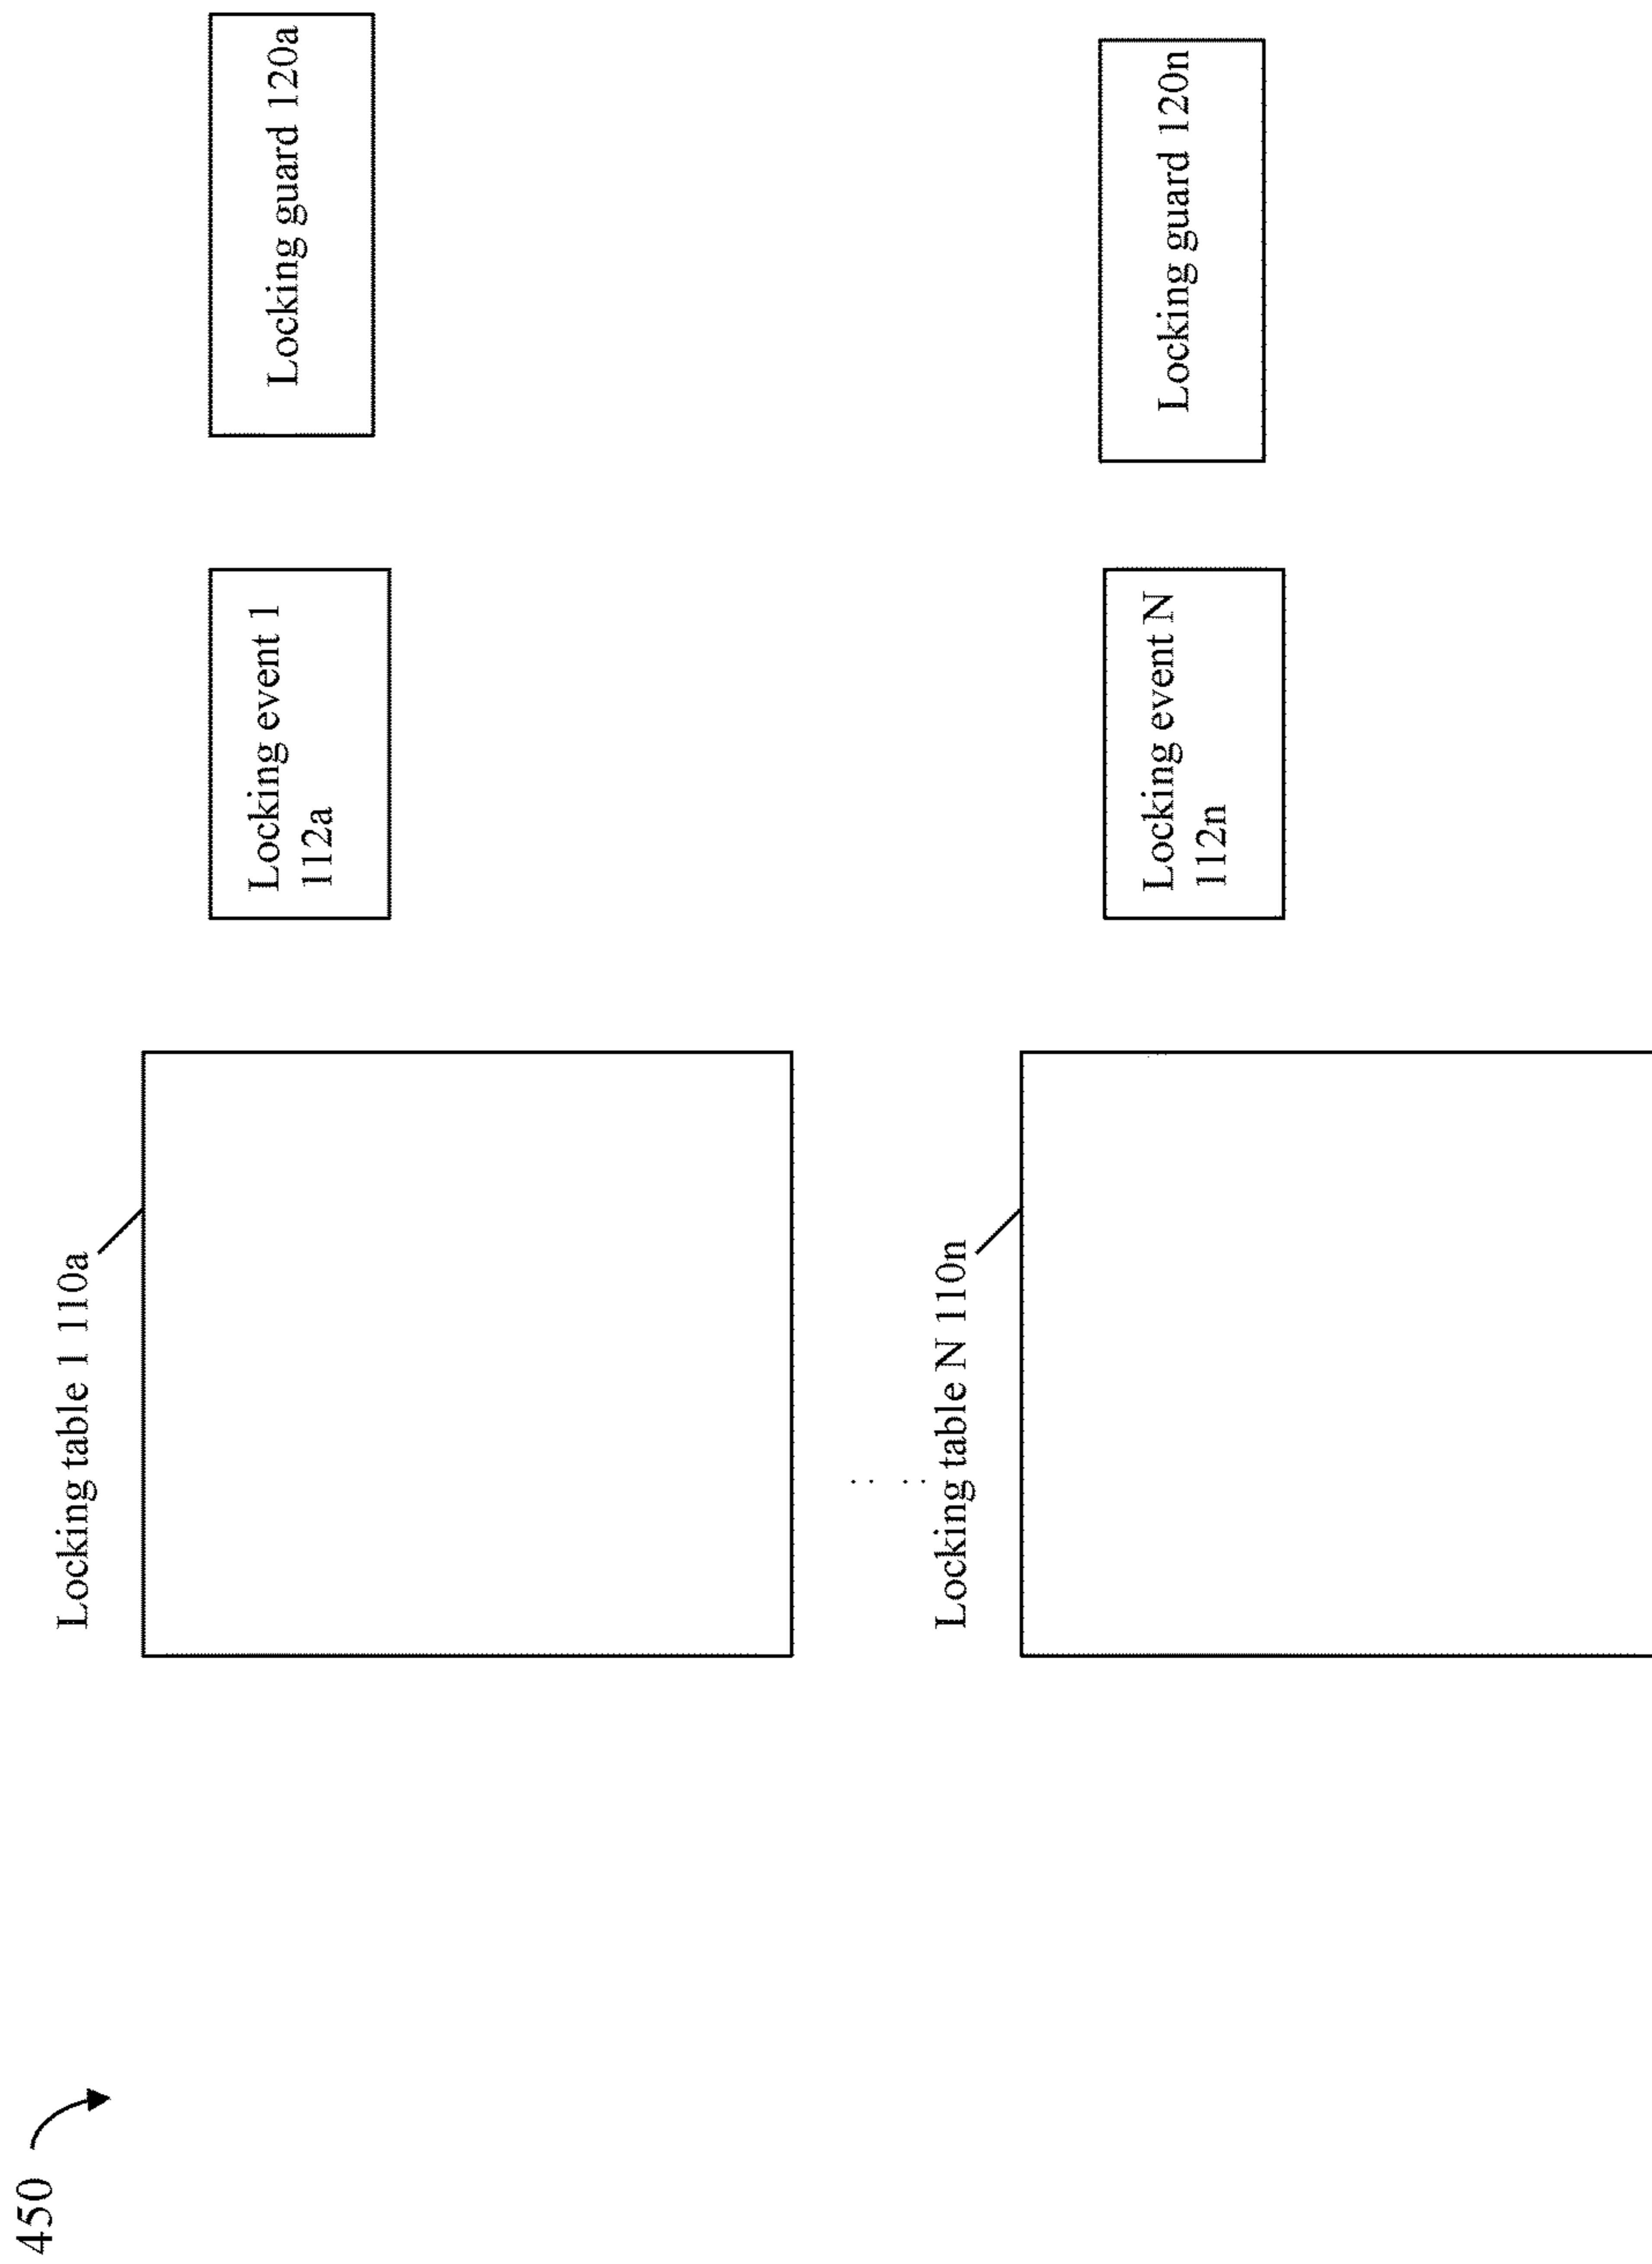 450
Locking table 1 110a
Locking event 1
112a
Locking guard 120a
Locking table N 110n
Locking event N
112n
Locking guard 120n